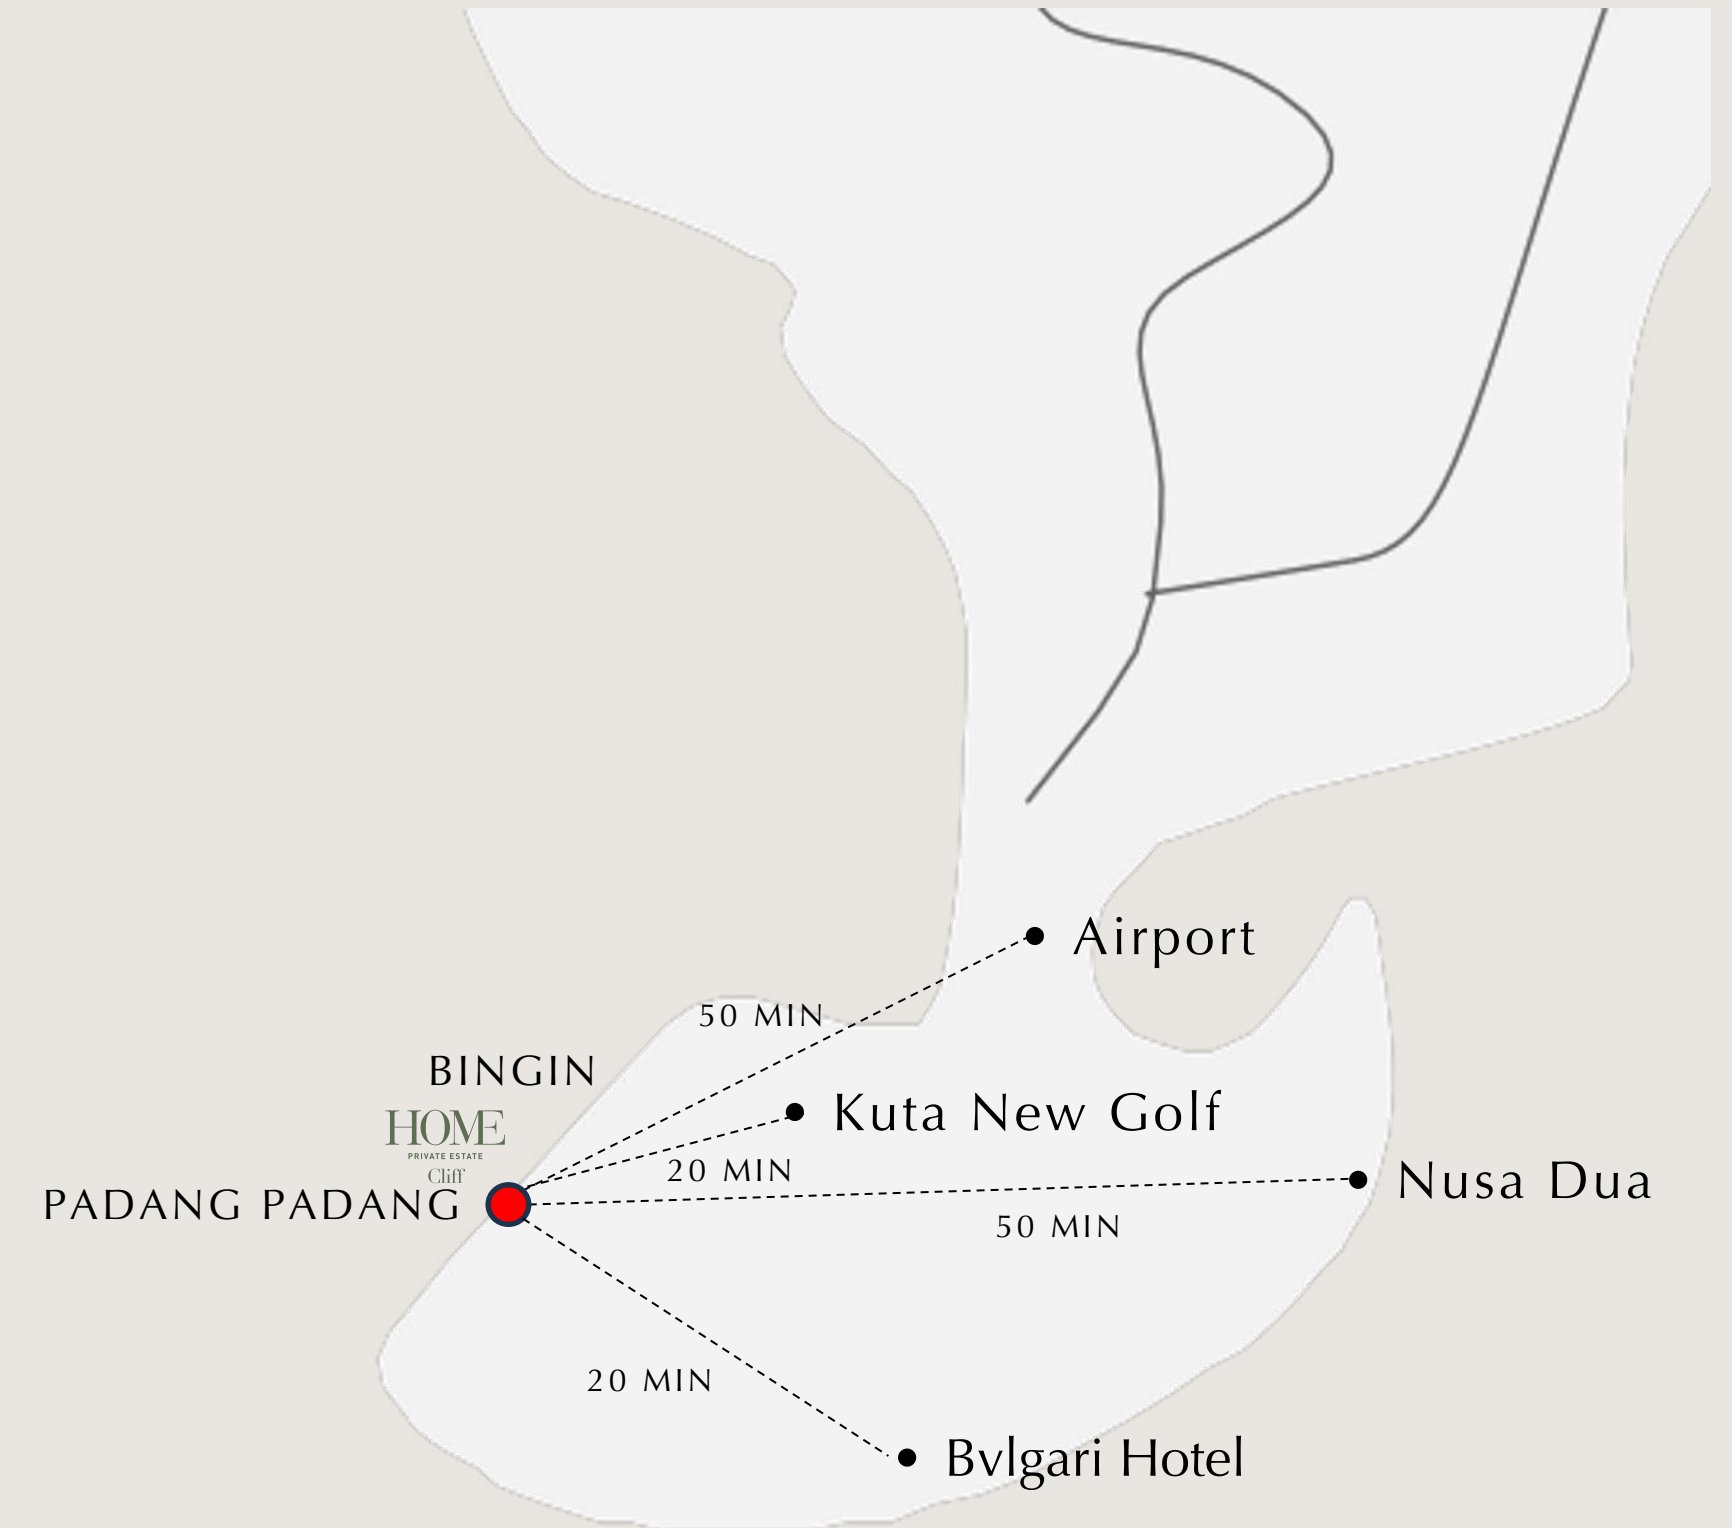 Airport
50 MIN
BINGIN
HOME
PRIVATE ESTATE
Cliff
Kuta New Golf
20 MIN
Nusa Dua
PADANG PADANG
50 MIN
20 MIN
Bvlgari Hotel